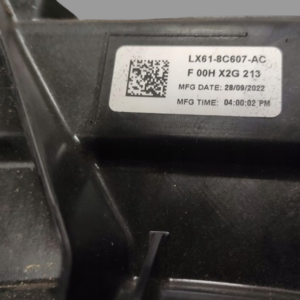 LX61-8C607-AC
F 00H X2G 213
MFG DATE: 28/09/2022
MFG TIME: 04:00:02 PM